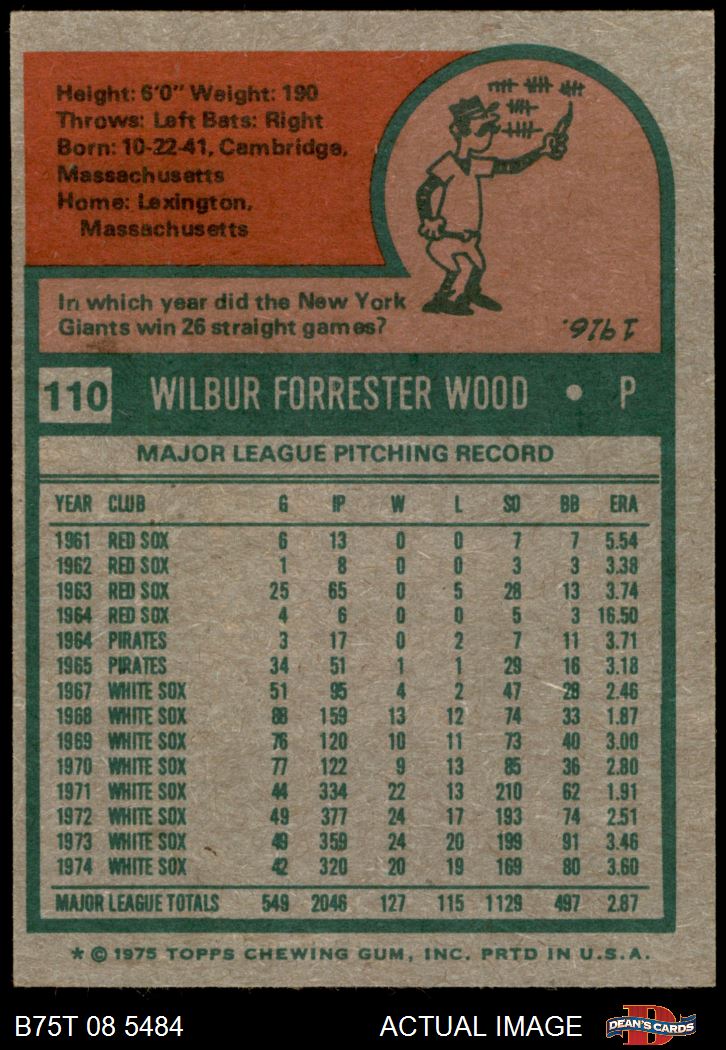 Height: 6'0" Weight: 190
Throws: Left Bats: Right
Born: 10-22-41, Cambridge,
Massachusetts
Home: Lexington,
Massachusetts
In which year did the New York
Giants win 26 straight games?
1916.
110 WILBUR FORRESTER WOOD • P
MAJOR LEAGUE PITCHING RECORD
YEAR CLUB G IP W L SO BB ERA
1961 RED SOX 6 13 0 0 7 7 5.54
1962 RED SOX 1 8 0 0 3 3 3.38
1963 RED SOX 25 65 0 5 28 13 3.74
1964 RED SOX 4 6 0 0 5 3 16.50
1964 PIRATES 3 17 0 2 7 11 3.71
1965 PIRATES 34 51 1 1 29 16 3.18
1967 WHITE SOX 51 95 4 2 47 28 2.46
1968 WHITE SOX 88 159 13 12 74 33 1.87
1969 WHITE SOX 76 120 10 11 73 40 3.00
1970 WHITE SOX 77 122 9 13 85 36 2.80
1971 WHITE SOX 44 334 22 13 210 62 1.91
1972 WHITE SOX 49 377 24 17 193 74 2.51
1973 WHITE SOX 49 359 24 20 199 91 3.46
1974 WHITE SOX 42 320 20 19 169 80 3.60
MAJOR LEAGUE TOTALS 549 2046 127 115 1129 497 2.87
* © 1975 TOPPS CHEWING GUM, INC. PRTD IN U.S.A.
B75T 08 5484 ACTUAL IMAGE D DEAN'S CARDS